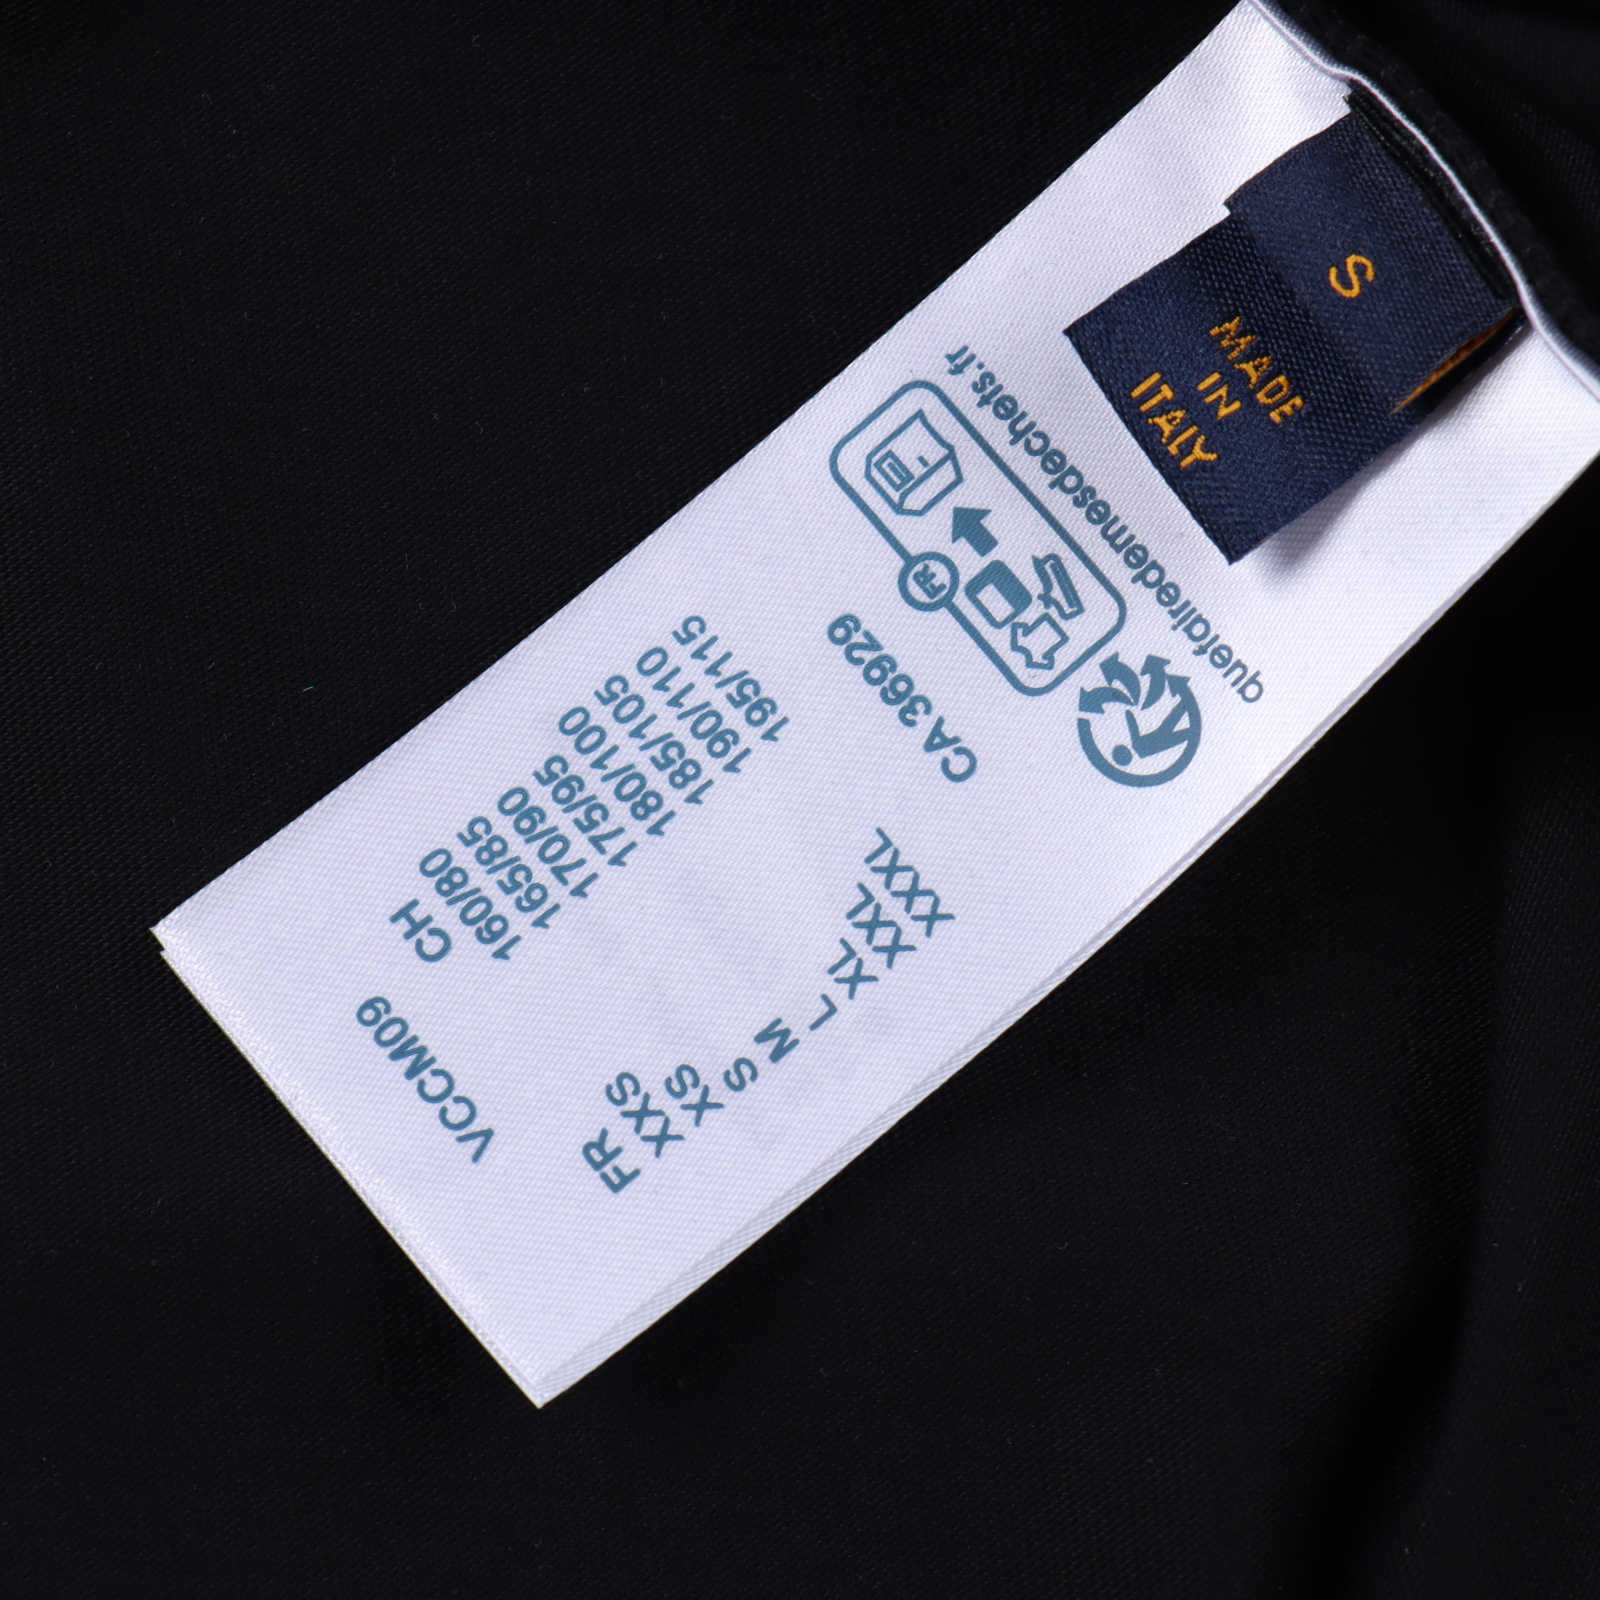 S
MADE
IN
ITALY
quefairedemesdechets.fr
FR
CA 36929
VCCM09
FR CH
XXS 160/80
XS 165/85
S 170/90
M 175/95
L 180/100
XL 185/105
XXL 190/110
XXXL 195/115